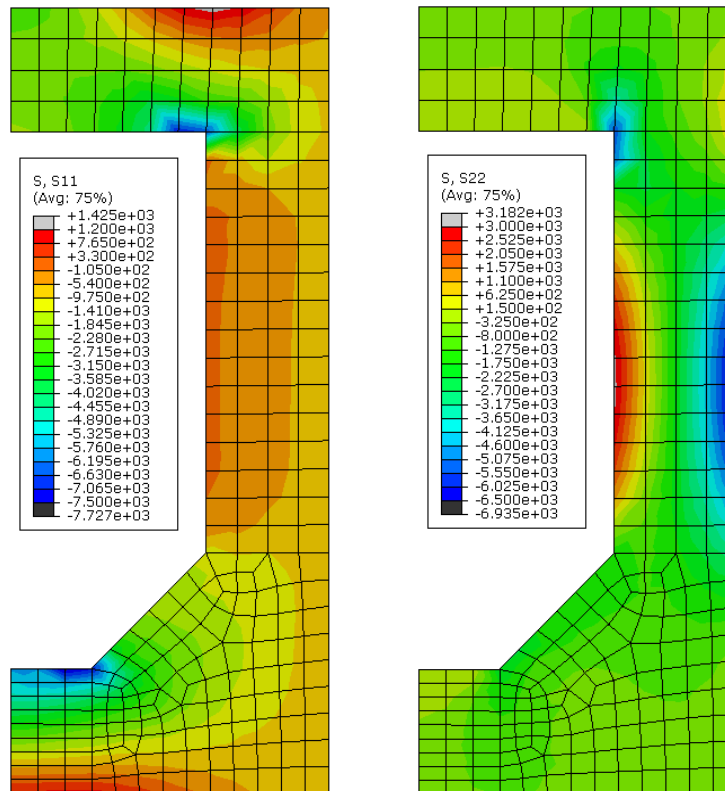 S, S11
(Avg: 75%)
+1.425e+03
+1.200e+03
+7.650e+02
+3.300e+02
-1.050e+02
-5.400e+02
-9.750e+02
-1.410e+03
-1.845e+03
-2.280e+03
-2.715e+03
-3.150e+03
-3.585e+03
-4.020e+03
-4.455e+03
-4.890e+03
-5.325e+03
-5.760e+03
-6.195e+03
-6.630e+03
-7.065e+03
-7.500e+03
-7.727e+03
S, S22
(Avg: 75%)
+3.182e+03
+3.000e+03
+2.525e+03
+2.050e+03
+1.575e+03
+1.100e+03
+6.250e+02
+1.500e+02
-3.250e+02
-8.000e+02
-1.275e+03
-1.750e+03
-2.225e+03
-2.700e+03
-3.175e+03
-3.650e+03
-4.125e+03
-4.600e+03
-5.075e+03
-5.550e+03
-6.025e+03
-6.500e+03
-6.935e+03